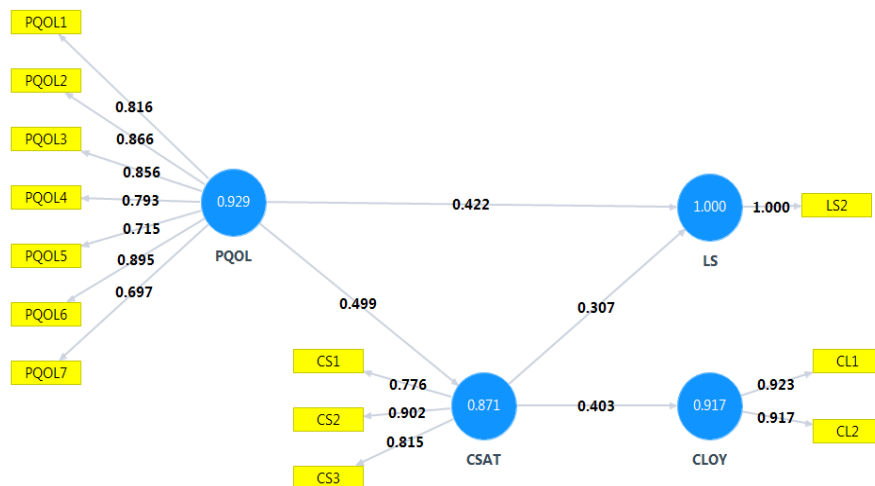 PQOL1
PQOL2
PQOL3
PQOL4
PQOL5
PQOL6
PQOL7
0.816
0.866
0.856
0.793
0.715
0.895
0.697
0.929
PQOL
0.422
1.000
LS
1.000
LS2
0.499
0.307
CS1
CS2
CS3
0.776
0.902
0.815
0.871
CSAT
0.403
0.917
CLOY
0.923
0.917
CL1
CL2